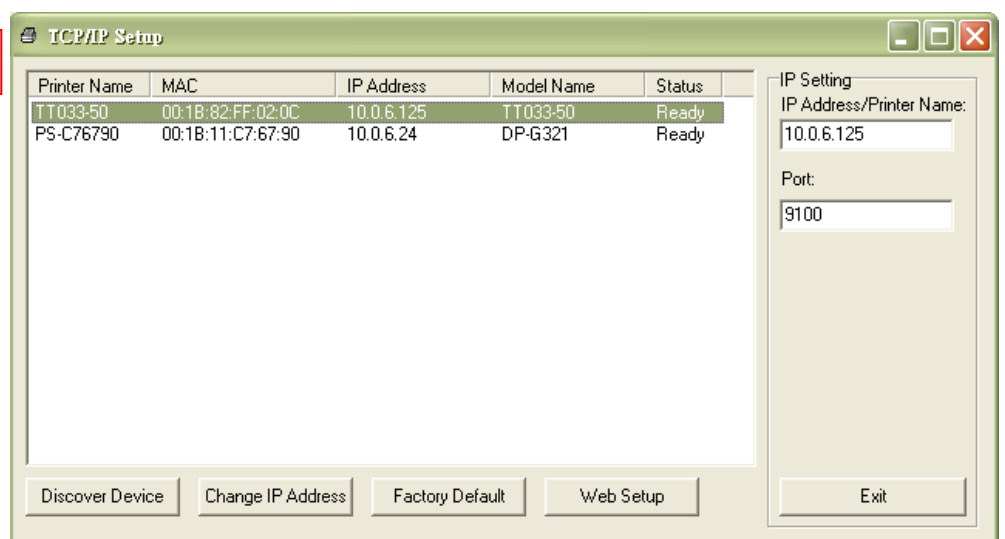 TCP/IP Setup
Printer Name MAC IP Address Model Name Status
TT033-50 00:1B:82:FF:02:0C 10.0.6.125 TT033-50 Ready
PS-C76790 00:1B:11:C7:67:90 10.0.6.24 DP-G321 Ready
IP Setting
IP Address/Printer Name:
10.0.6.125
Port:
9100
Discover Device Change IP Address Factory Default Web Setup Exit